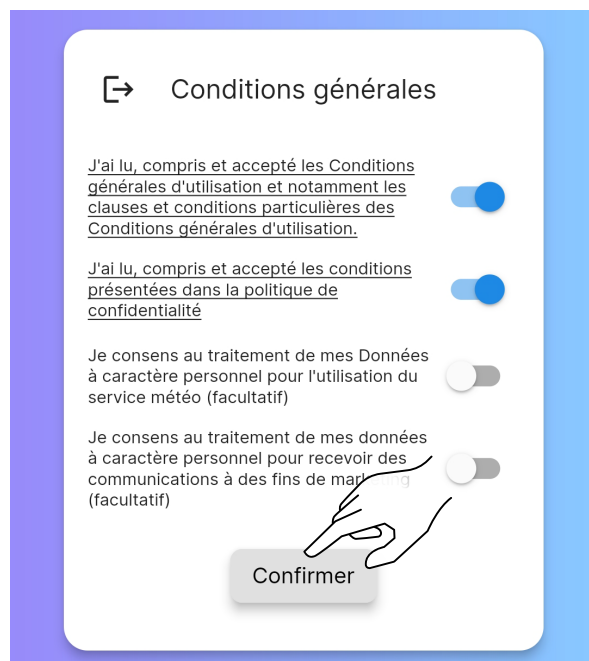 Conditions générales
J'ai lu, compris et accepté les Conditions
générales d'utilisation et notamment les
clauses et conditions particulières des
Conditions générales d'utilisation.
J'ai lu, compris et accepté les conditions
présentées dans la politique de
confidentialité
Je consens au traitement de mes Données
à caractère personnel pour l'utilisation du
service météo (facultatif)
Je consens au traitement de mes données
à caractère personnel pour recevoir des
communications à des fins de marketing
(facultatif)
Confirmer